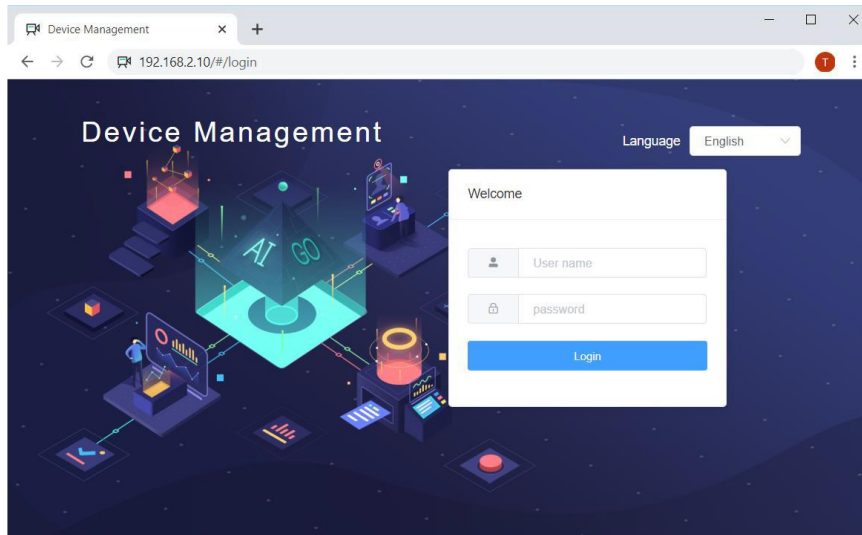 Device Management
192.168.2.10/#/login
T
Device Management
Language English
Welcome
AI GO
User name
password
Login